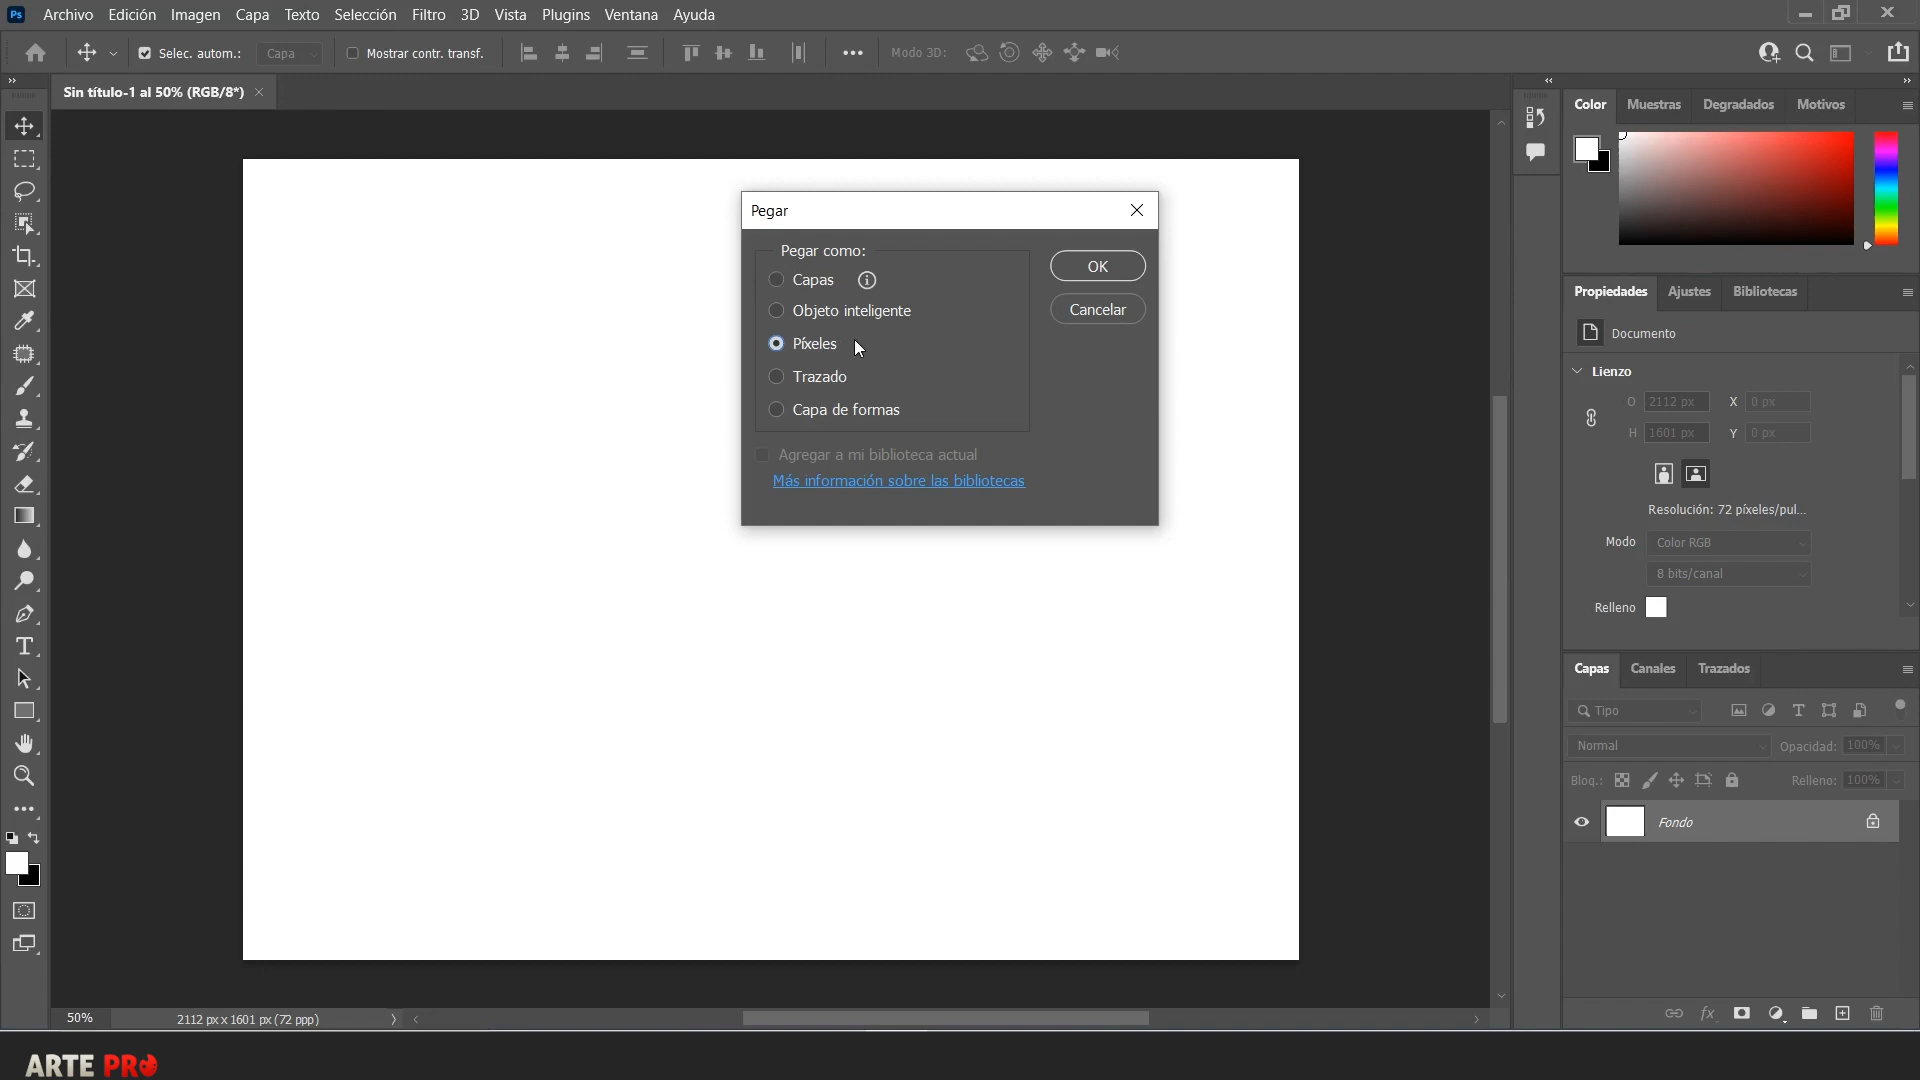 Ps Archivo Edición Imagen Capa Texto Selección Filtro 3D Vista Plugins Ventana Ayuda
Selec. autom.: Capa Mostrar contr. transf. Modo 3D:
Sin título-1 al 50% (RGB/8*)
Color Muestras Degradados Motivos
Pegar
Pegar como:
Capas
Objeto inteligente
Píxeles
Trazado
Capa de formas
OK
Cancelar
Agregar a mi biblioteca actual
Más información sobre las bibliotecas
Propiedades Ajustes Bibliotecas
Documento
Lienzo
O 2112 px X 0 px
H 1601 px Y 0 px
Resolución: 72 píxeles/pul...
Modo Color RGB
8 bits/canal
Relleno
Capas Canales Trazados
Tipo
Normal Opacidad: 100%
Bloq.: Relleno: 100%
Fondo
fx
50% 2112 px x 1601 px (72 ppp)
ARTE PRO